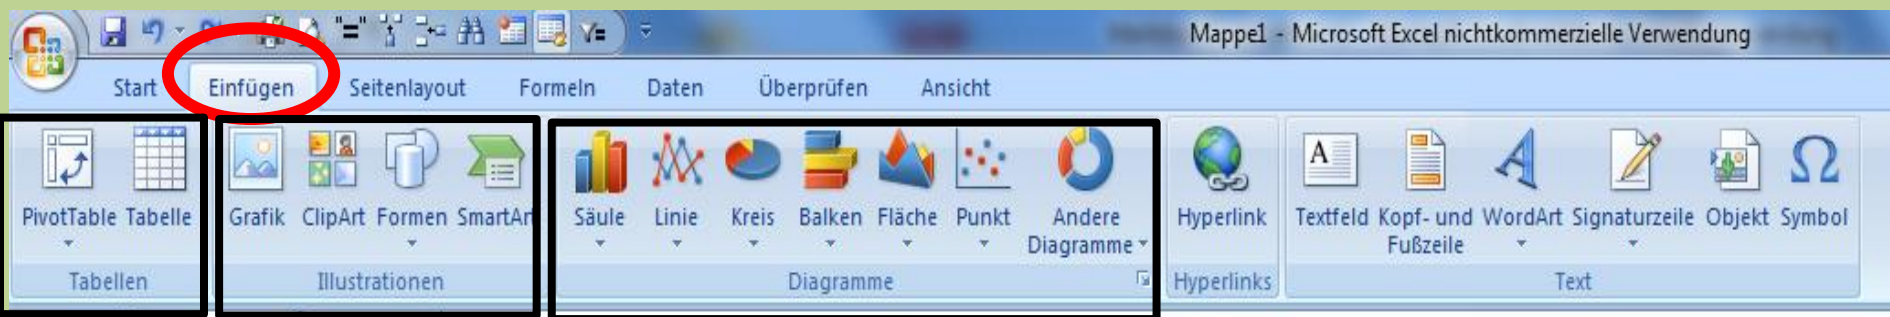 Mappe1 - Microsoft Excel nichtkommerzielle Verwendung
Start Einfügen Seitenlayout Formeln Daten Überprüfen Ansicht
PivotTable Tabelle Grafik ClipArt Formen SmartArt Säule Linie Kreis Balken Fläche Punkt Andere Diagramme Hyperlink Textfeld Kopf- und Fußzeile WordArt Signaturzeile Objekt Symbol
Tabellen Illustrationen Diagramme Hyperlinks Text